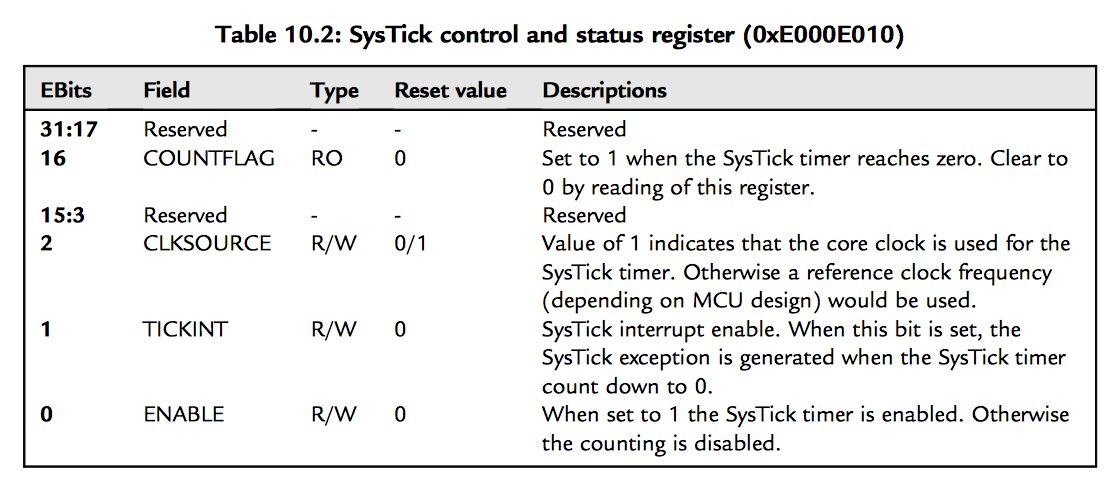 Table 10.2: SysTick control and status register (0xE000E010)
EBits Field Type Reset value Descriptions
31:17 Reserved - - Reserved
16 COUNTFLAG RO 0 Set to 1 when the SysTick timer reaches zero. Clear to
0 by reading of this register.
15:3 Reserved - - Reserved
2 CLKSOURCE R/W 0/1 Value of 1 indicates that the core clock is used for the
SysTick timer. Otherwise a reference clock frequency
(depending on MCU design) would be used.
1 TICKINT R/W 0 SysTick interrupt enable. When this bit is set, the
SysTick exception is generated when the SysTick timer
count down to 0.
0 ENABLE R/W 0 When set to 1 the SysTick timer is enabled. Otherwise
the counting is disabled.